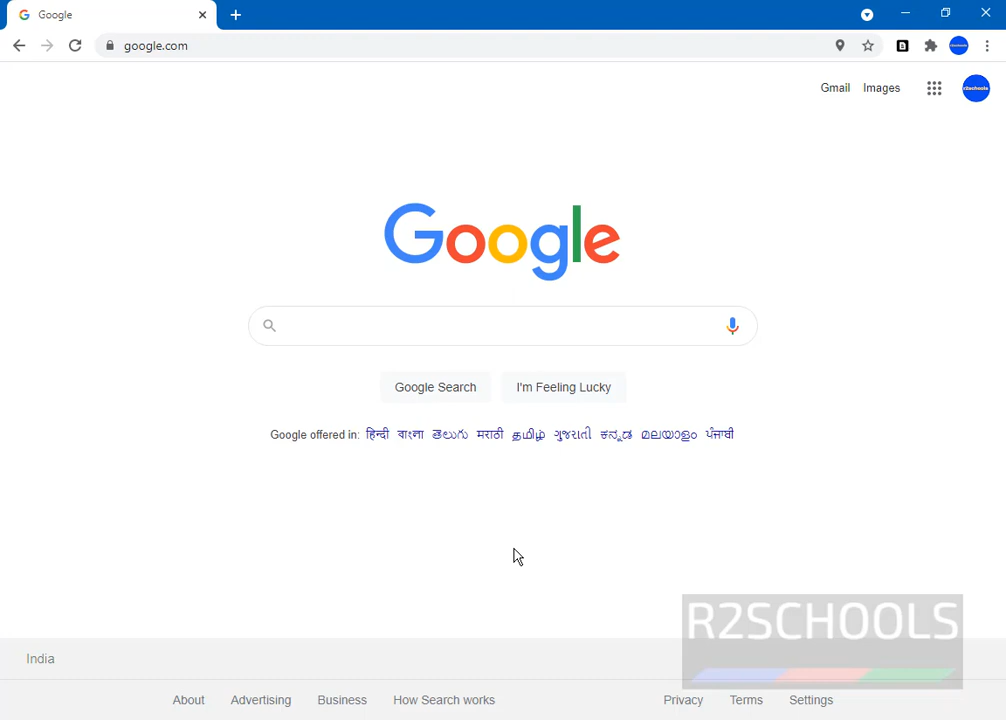 Google
google.com
Gmail Images
r2schools
Google
Google Search I'm Feeling Lucky
Google offered in: हिन्दी বাংলা తెలుగు मराठी தமிழ் ગુજરાતી ಕನ್ನಡ മലയാളം ਪੰਜਾਬੀ
R2SCHOOLS
India
About Advertising Business How Search works Privacy Terms Settings